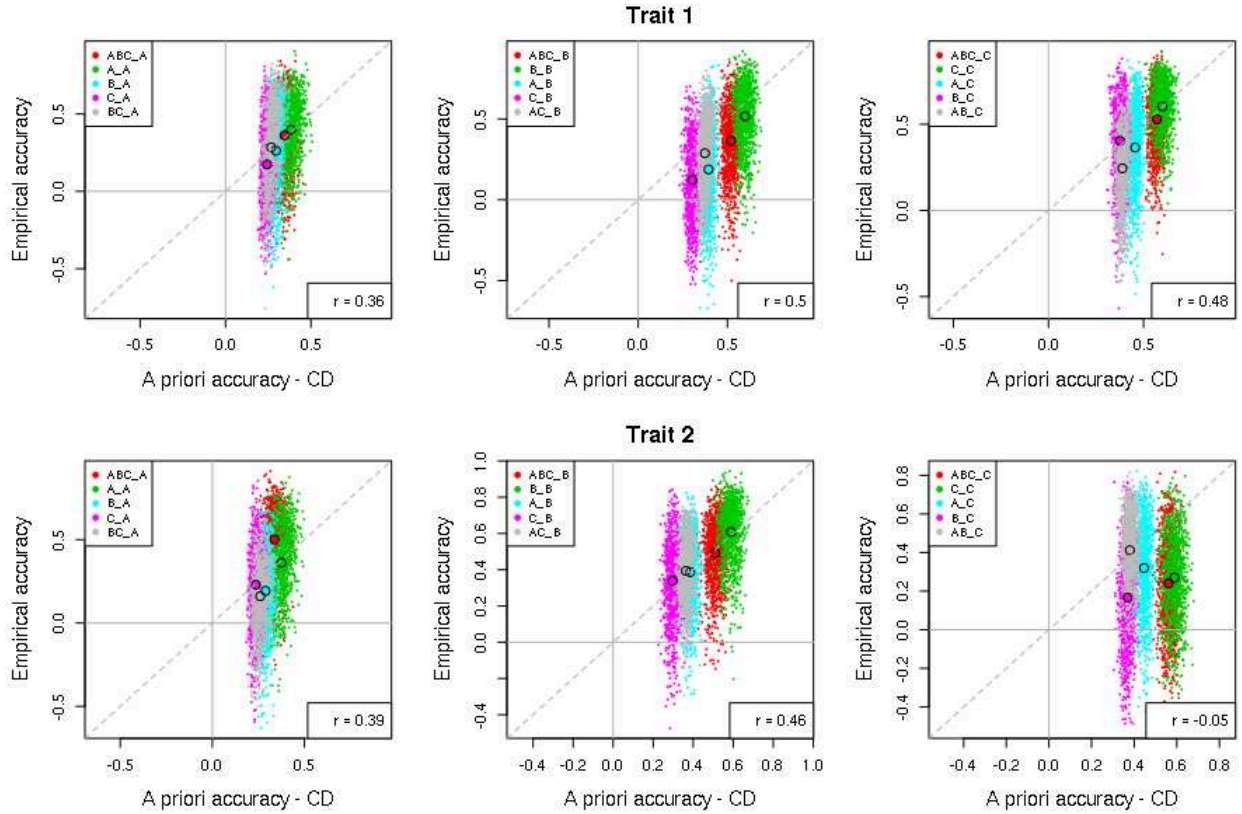 Trait 1
ABC_A
A_A
B_A
C_A
BC_A
r = 0.36
Empirical accuracy
-0.5 0.0 0.5
-0.5 0.0 0.5
A priori accuracy - CD
ABC_B
B_B
A_B
C_B
AC_B
r = 0.5
Empirical accuracy
-0.5 0.0 0.5
-0.5 0.0 0.5
A priori accuracy - CD
ABC_C
C_C
A_C
B_C
AB_C
r = 0.48
Empirical accuracy
-0.5 0.0 0.5
-0.5 0.0 0.5
A priori accuracy - CD
Trait 2
ABC_A
A_A
B_A
C_A
BC_A
r = 0.39
Empirical accuracy
-0.5 0.0 0.5
-0.5 0.0 0.5
A priori accuracy - CD
ABC_B
B_B
A_B
C_B
AC_B
r = 0.46
Empirical accuracy
-0.4 0.0 0.2 0.4 0.6 0.8 1.0
-0.4 -0.2 0.0 0.2 0.4 0.6 0.8 1.0
A priori accuracy - CD
ABC_C
C_C
A_C
B_C
AB_C
r = -0.05
Empirical accuracy
-0.4 -0.2 0.0 0.2 0.4 0.6 0.8
-0.4 -0.2 0.0 0.2 0.4 0.6 0.8
A priori accuracy - CD